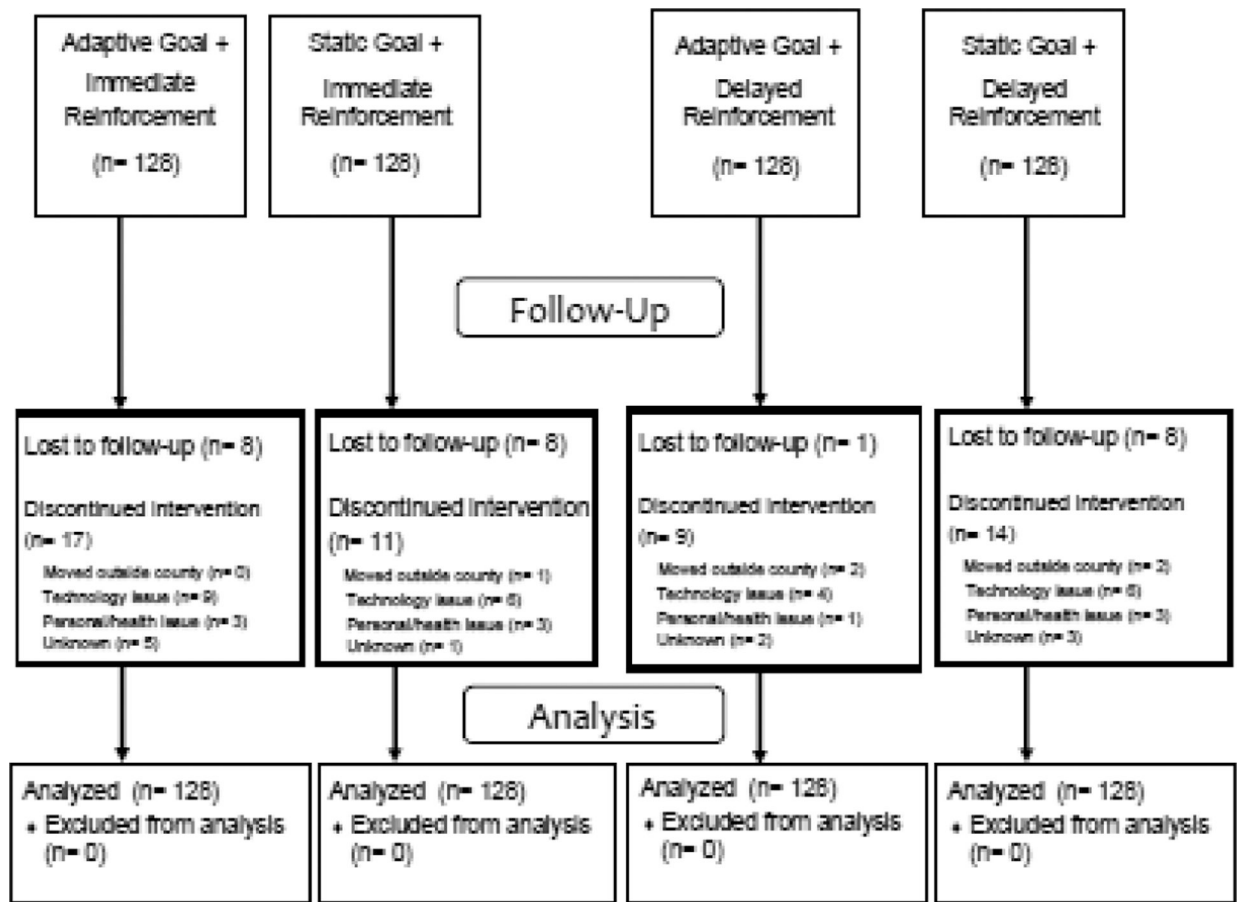 Adaptive Goal +
Immediate
Reinforcement
(n= 128)
Static Goal +
Immediate
Reinforcement
(n= 128)
Adaptive Goal +
Delayed
Reinforcement
(n= 128)
Static Goal +
Delayed
Reinforcement
(n= 128)
Follow-Up
Lost to follow-up (n= 8)
Discontinued Intervention
(n= 17)
Moved outside county (n= 0)
Technology Issue (n= 9)
Personal/health Issue (n= 3)
Unknown (n= 5)
Lost to follow-up (n= 8)
Discontinued Intervention
(n= 11)
Moved outside county (n= 1)
Technology Issue (n= 6)
Personal/health Issue (n= 3)
Unknown (n= 1)
Lost to follow-up (n= 1)
Discontinued Intervention
(n= 9)
Moved outside county (n= 2)
Technology Issue (n= 4)
Personal/health Issue (n= 1)
Unknown (n= 2)
Lost to follow-up (n= 8)
Discontinued Intervention
(n= 14)
Moved outside county (n= 2)
Technology Issue (n= 6)
Personal/health Issue (n= 3)
Unknown (n= 3)
Analysis
Analyzed (n= 128)
♦ Excluded from analysis
(n= 0)
Analyzed (n= 128)
♦ Excluded from analysis
(n= 0)
Analyzed (n= 128)
♦ Excluded from analysis
(n= 0)
Analyzed (n= 128)
♦ Excluded from analysis
(n= 0)